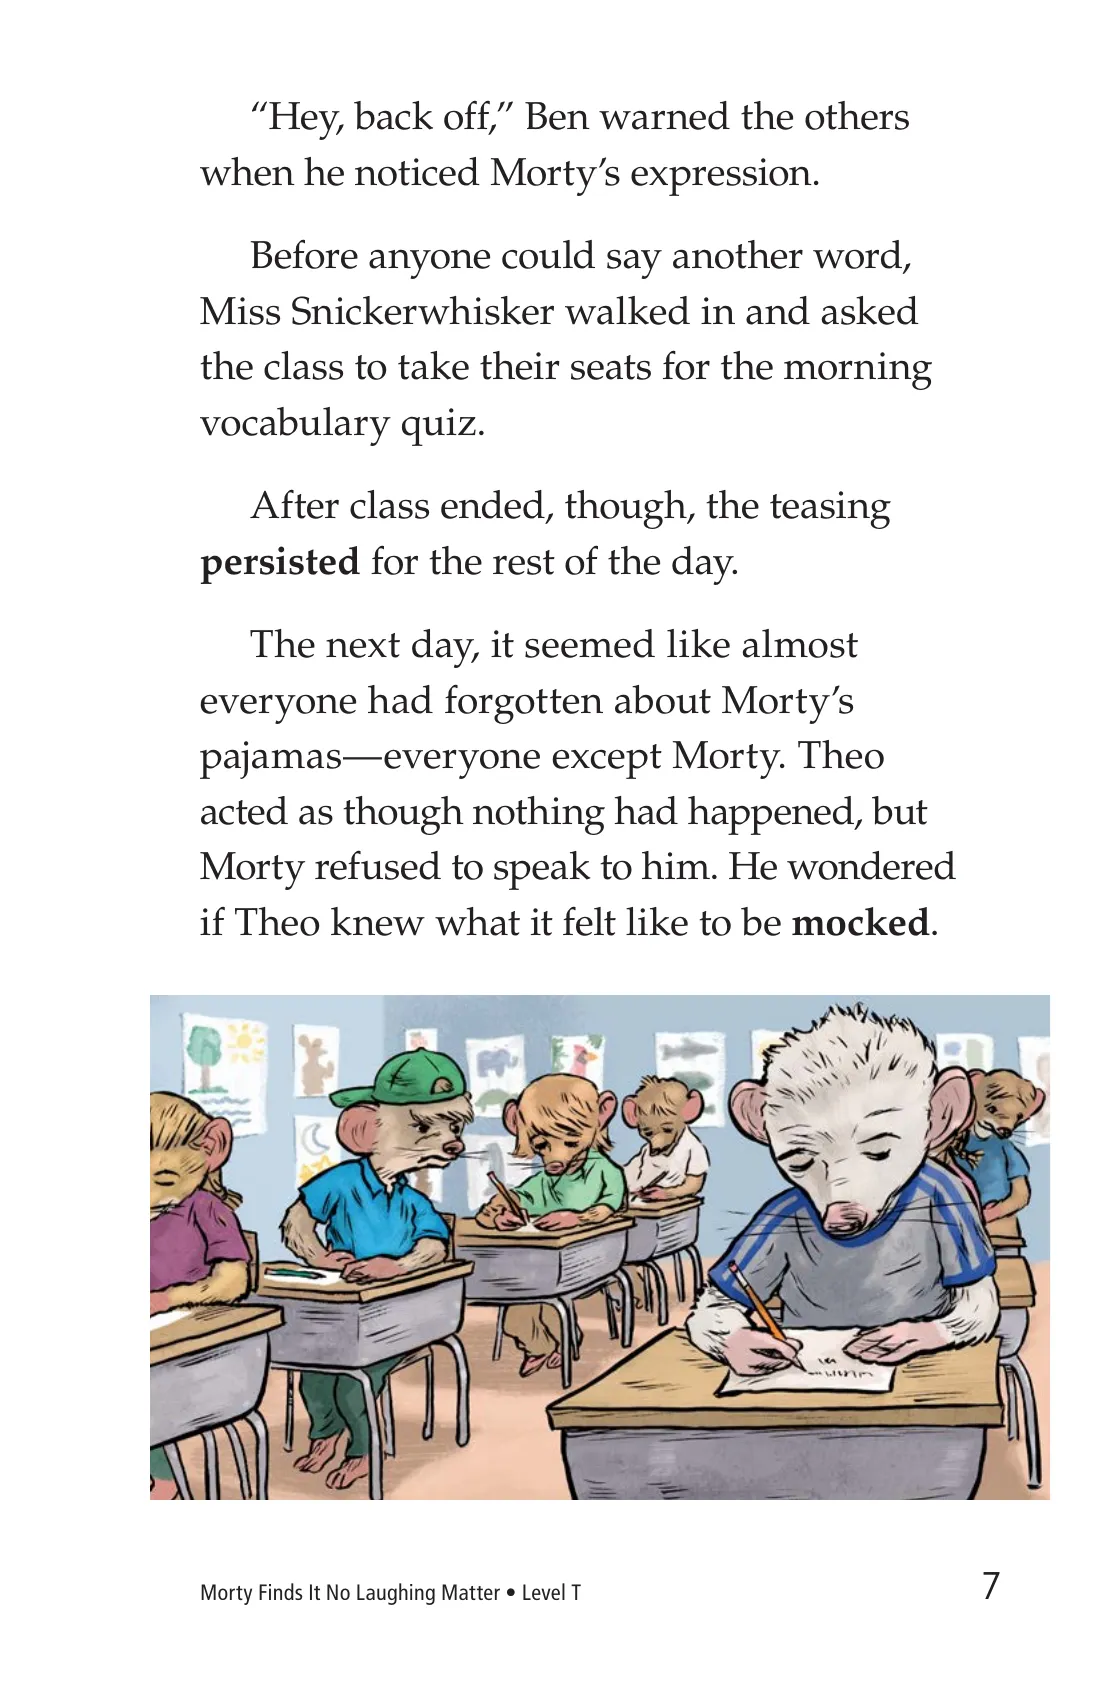 “Hey, back off,” Ben warned the others
when he noticed Morty’s expression.
Before anyone could say another word,
Miss Snickerwhisker walked in and asked
the class to take their seats for the morning
vocabulary quiz.
After class ended, though, the teasing
persisted for the rest of the day.
The next day, it seemed like almost
everyone had forgotten about Morty’s
pajamas—everyone except Morty. Theo
acted as though nothing had happened, but
Morty refused to speak to him. He wondered
if Theo knew what it felt like to be mocked.
Morty Finds It No Laughing Matter • Level T
7